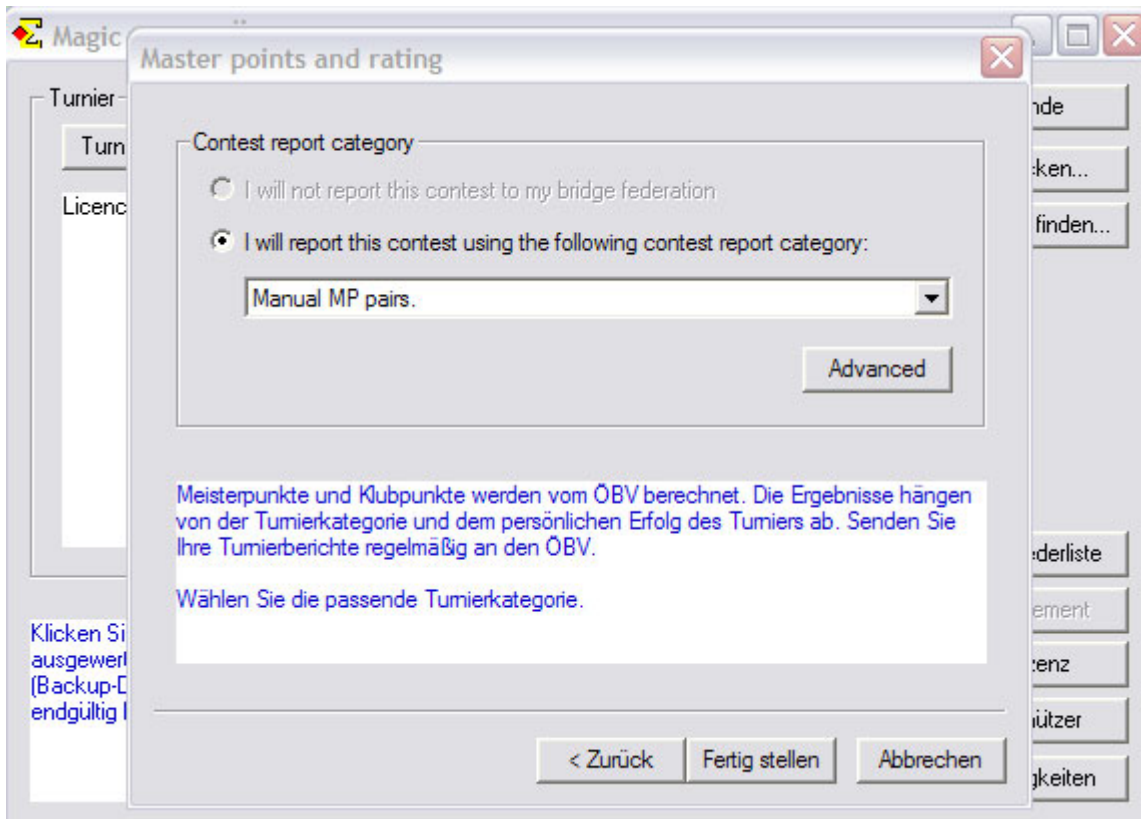 Magic
Master points and rating
Turnier
Turn
Licenc
Contest report category
I will not report this contest to my bridge federation
I will report this contest using the following contest report category:
Manual MP pairs.
Advanced
Meisterpunkte und Klubpunkte werden vom ÖBV berechnet. Die Ergebnisse hängen
von der Turnierkategorie und dem persönlichen Erfolg des Turniers ab. Senden Sie
Ihre Turnierberichte regelmäßig an den ÖBV.
Wählen Sie die passende Turnierkategorie.
< Zurück
Fertig stellen
Abbrechen
Klicken Si
ausgewert
(Backup-D
endgültig l
nde
ken...
finden...
ederliste
ement
zenz
nützer
gkeiten